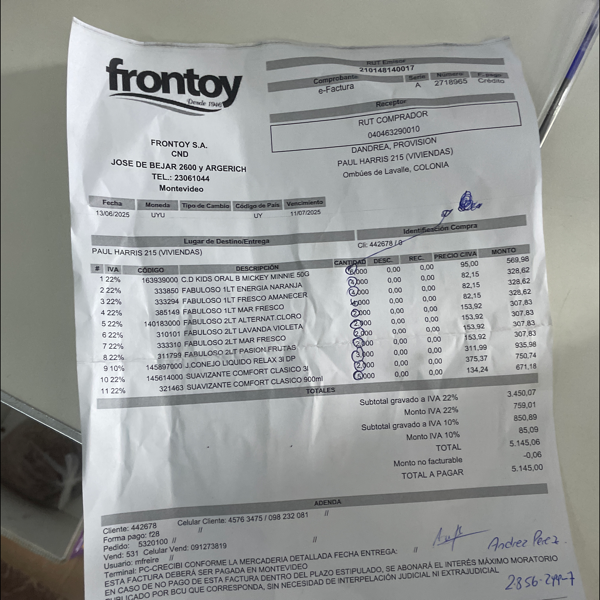 frontoy
Desde 1946
RUT Emisor
210148140017
Comprobante Serie Número F. pago
e-Factura A 2718965 Crédito
Receptor
RUT COMPRADOR
040463290010
DANDREA. PROVISION
PAUL HARRIS 215 (VIVIENDAS)
Ombúes de Lavalle, COLONIA
FRONTOY S.A.
CND
JOSE DE BEJAR 2600 y ARGERICH
TEL.: 23061044
Montevideo
Fecha Moneda Tipo de Cambio Código de País Vencimiento
13/06/2025 UYU UY 11/07/2025
Lugar de Destino/Entrega Identificación Compra
PAUL HARRIS 215 (VIVIENDAS) Cli: 442678 / 0
# IVA CÓDIGO DESCRIPCIÓN CANTIDAD DESC. REC. PRECIO C/IVA MONTO
1 22% 163939000 C.D KIDS ORAL B MICKEY MINNIE 50G 6,000 0,00 0,00 95,00 569,98
2 22% 333850 FABULOSO 1LT ENERGIA NARANJA 4,000 0,00 0,00 82,15 328,62
3 22% 333294 FABULOSO 1LT FRESCO AMANECER 4,000 0,00 0,00 82,15 328,62
4 22% 385149 FABULOSO 1LT MAR FRESCO 4,000 0,00 0,00 82,15 328,62
5 22% 140183000 FABULOSO 2LT ALTERNAT.CLORO 2,000 0,00 0,00 153,92 307,83
6 22% 310101 FABULOSO 2LT LAVANDA VIOLETA 2,000 0,00 0,00 153,92 307,83
7 22% 333310 FABULOSO 2LT MAR FRESCO 2,000 0,00 0,00 153,92 307,83
8 22% 311799 FABULOSO 2LT PASION FRUTAS 2,000 0,00 0,00 153,92 307,83
9 10% 145897000 J.CONEJO LIQUIDO RELAX 3l DP 3,000 0,00 0,00 311,99 935,98
10 22% 145614000 SUAVIZANTE COMFORT CLASICO 3l 2,000 0,00 0,00 375,37 750,74
11 22% 321463 SUAVIZANTE COMFORT CLASICO 900ml 5,000 0,00 0,00 134,24 671,18
TOTALES
Subtotal gravado a IVA 22% 3.450,07
Monto IVA 22% 759,01
Subtotal gravado a IVA 10% 850,89
Monto IVA 10% 85,09
TOTAL 5.145,06
Monto no facturable -0,06
TOTAL A PAGAR 5.145,00
ADENDA
Cliente: 442678 Celular Cliente: 4576 3475 / 098 232 081 //
Forma pago: f28 //
Pedido: 5320100 // //
Vend: 531 Celular Vend: 091273819
Usuario: mfreire //
Terminal: PC-CRECIBI CONFORME LA MERCADERIA DETALLADA FECHA ENTREGA: //
ESTA FACTURA DEBERÁ SER PAGADA EN MONTEVIDEO
EN CASO DE NO PAGO DE ESTA FACTURA DENTRO DEL PLAZO ESTIPULADO, SE ABONARÁ EL INTERÉS MÁXIMO MORATORIO
PUBLICADO POR BCU QUE CORRESPONDA, SIN NECESIDAD DE INTERPELACIÓN JUDICIAL NI EXTRAJUDICIAL
Andrez Perez.